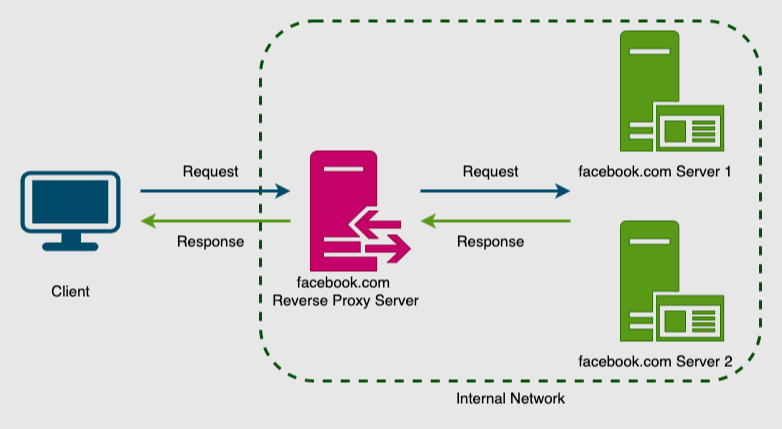 Request
Response
Client
facebook.com
Reverse Proxy Server
Request
Response
facebook.com Server 1
facebook.com Server 2
Internal Network